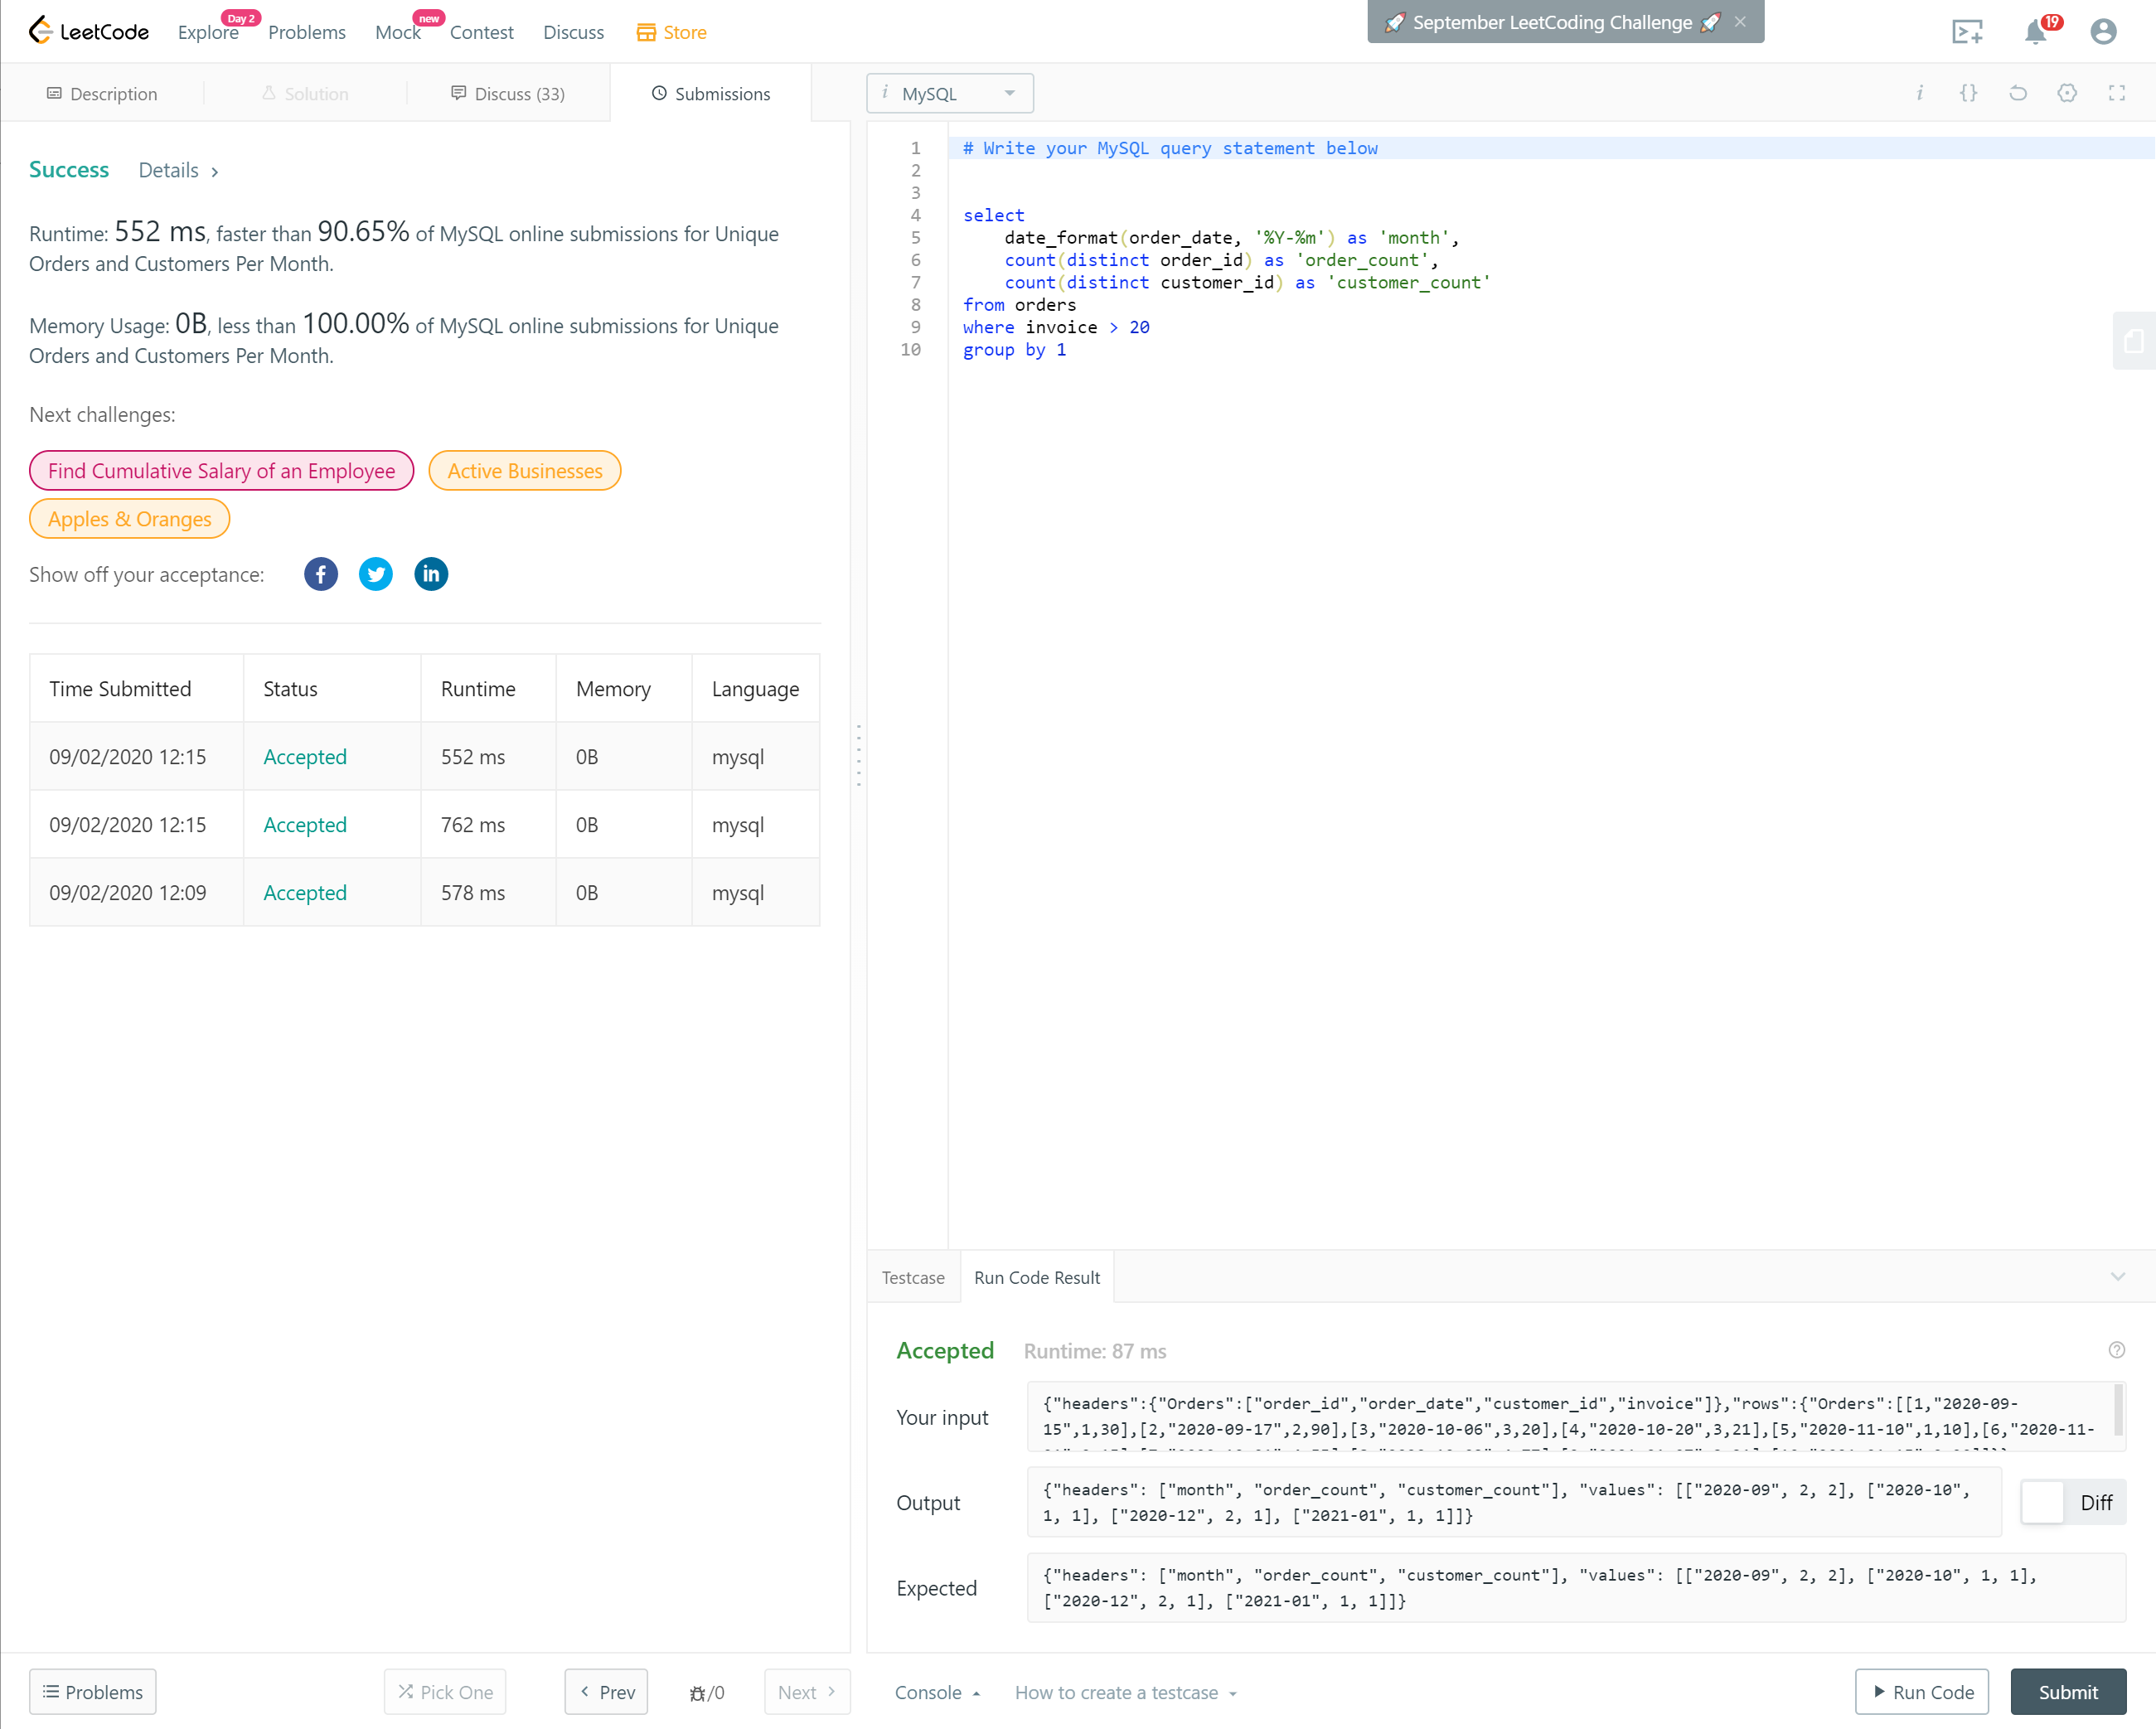 LeetCode
Explore
Day 2
Problems
Mock
new
Contest
Discuss
Store
🚀 September LeetCoding Challenge 🚀 ×
19
Description
Solution
Discuss (33)
Submissions
i MySQL
Success
Details >
Runtime: 552 ms, faster than 90.65% of MySQL online submissions for Unique
Orders and Customers Per Month.
Memory Usage: 0B, less than 100.00% of MySQL online submissions for Unique
Orders and Customers Per Month.
Next challenges:
Find Cumulative Salary of an Employee
Active Businesses
Apples & Oranges
Show off your acceptance:
Time Submitted Status Runtime Memory Language
09/02/2020 12:15 Accepted 552 ms 0B mysql
09/02/2020 12:15 Accepted 762 ms 0B mysql
09/02/2020 12:09 Accepted 578 ms 0B mysql
1 # Write your MySQL query statement below
2
3
4 select
5 date_format(order_date, '%Y-%m') as 'month',
6 count(distinct order_id) as 'order_count',
7 count(distinct customer_id) as 'customer_count'
8 from orders
9 where invoice > 20
10 group by 1
Testcase
Run Code Result
Accepted
Runtime: 87 ms
Your input
{"headers":{"Orders":["order_id","order_date","customer_id","invoice"]},"rows":{"Orders":[[1,"2020-09-
15",1,30],[2,"2020-09-17",2,90],[3,"2020-10-06",3,20],[4,"2020-10-20",3,21],[5,"2020-11-10",1,10],[6,"2020-11-
Output
{"headers": ["month", "order_count", "customer_count"], "values": [["2020-09", 2, 2], ["2020-10",
1, 1], ["2020-12", 2, 1], ["2021-01", 1, 1]]}
Diff
Expected
{"headers": ["month", "order_count", "customer_count"], "values": [["2020-09", 2, 2], ["2020-10", 1, 1],
["2020-12", 2, 1], ["2021-01", 1, 1]]}
Problems
Pick One
< Prev
/0
Next >
Console
How to create a testcase
Run Code
Submit